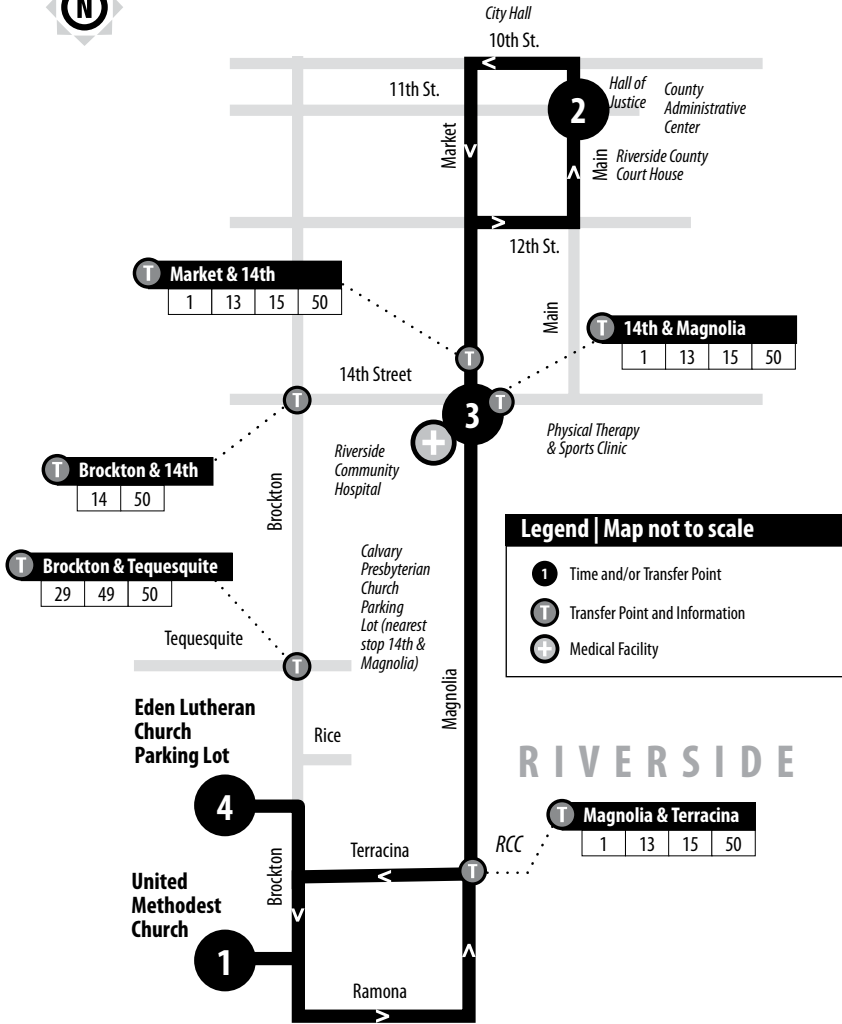 N
City Hall
10th St.
11th St.
Hall of
Justice
County
Administrative
Center
2
Market
Main
Riverside County
Court House
12th St.
T Market & 14th
1 13 15 50
Main
T 14th & Magnolia
1 13 15 50
T
14th Street
T
T
3
Physical Therapy
& Sports Clinic
Riverside
Community
Hospital
T Brockton & 14th
14 50
Brockton
Legend | Map not to scale
1 Time and/or Transfer Point
T Transfer Point and Information
Medical Facility
Calvary
Presbyterian
Church
Parking
Lot (nearest
stop 14th &
Magnolia)
T Brockton & Tequesquite
29 49 50
Tequesquite
T
Magnolia
Eden Lutheran
Church
Parking Lot
Rice
RIVERSIDE
4
T Magnolia & Terracina
1 13 15 50
RCC
Terracina
T
Brockton
United
Methodest
Church
1
Ramona